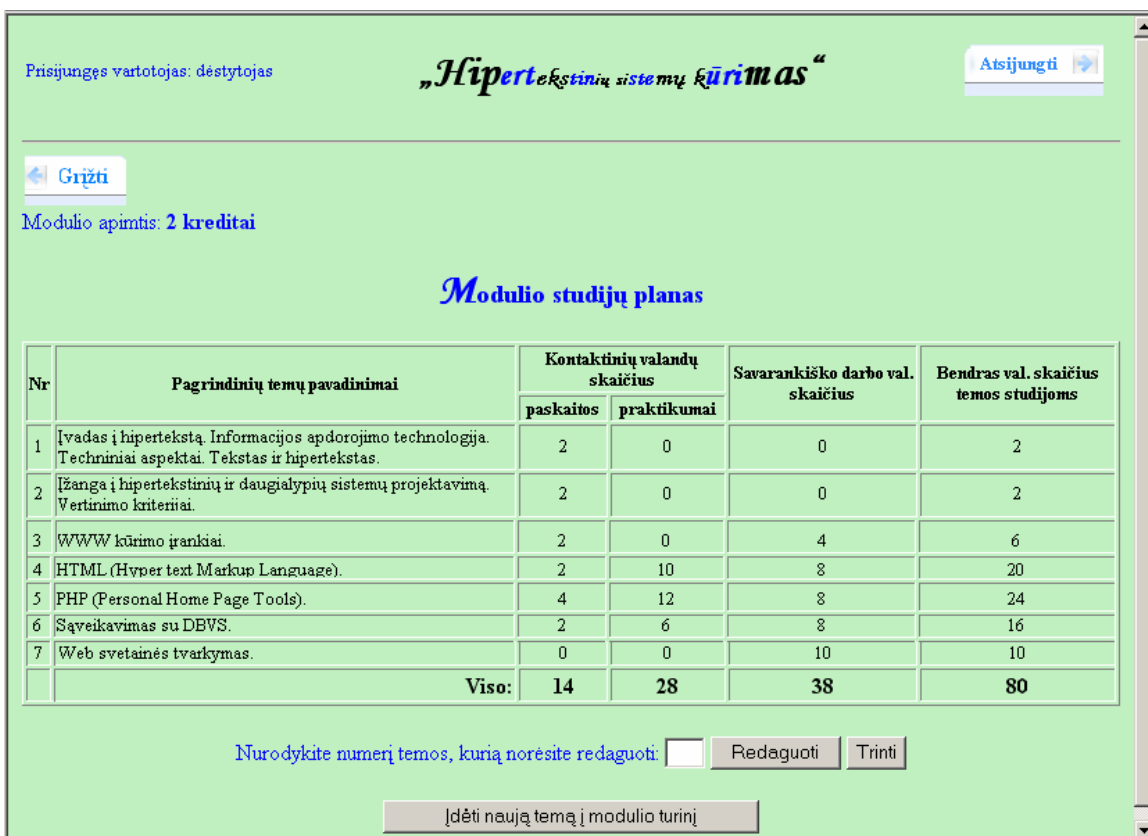 Prisijungęs vartotojas: dėstytojas
„Hipertekstinių sistemų kūrimas“
Atsijungti
Grįžti
Modulio apimtis: 2 kreditai
Modulio studijų planas
Nr Pagrindinių temų pavadinimai Kontaktinių valandų skaičius Savarankiško darbo val. skaičius Bendras val. skaičius temos studijoms
paskaitos praktikumai
1 Įvadas į hipertekstą. Informacijos apdorojimo technologija. Techniniai aspektai. Tekstas ir hipertekstas. 2 0 0 2
2 Įžanga į hipertekstinių ir daugialypių sistemų projektavimą. Vertinimo kriterijai. 2 0 0 2
3 WWW kūrimo įrankiai. 2 0 4 6
4 HTML (Hyper text Markup Language). 2 10 8 20
5 PHP (Personal Home Page Tools). 4 12 8 24
6 Sąveikavimas su DBVS. 2 6 8 16
7 Web svetainės tvarkymas. 0 0 10 10
Viso: 14 28 38 80
Nurodykite numerį temos, kurią norėsite redaguoti: Redaguoti Trinti
Įdėti naują temą į modulio turinį